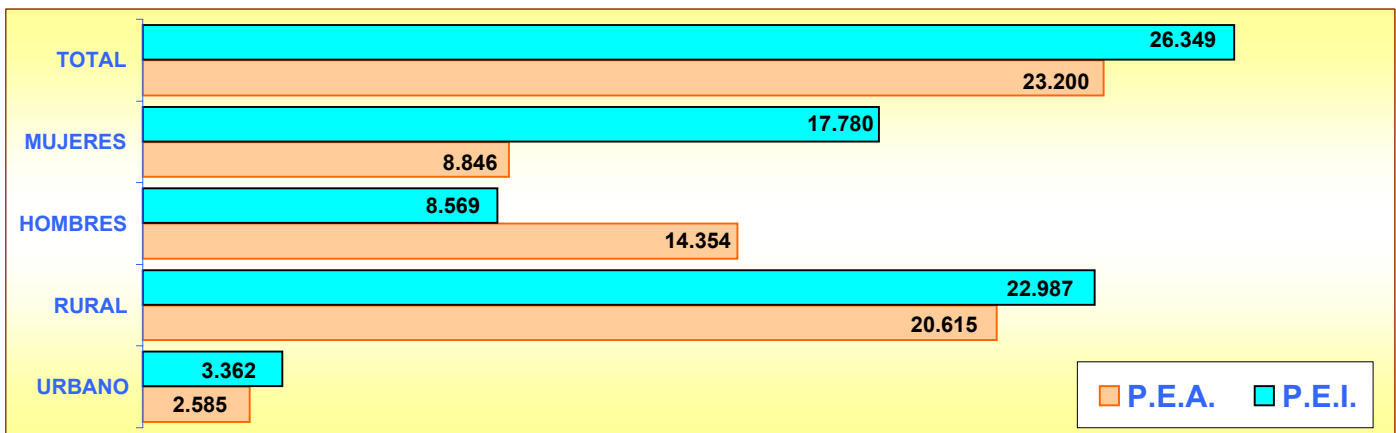 26.349
TOTAL
23.200
17.780
MUJERES
8.846
8.569
HOMBRES
14.354
22.987
RURAL
20.615
3.362
URBANO
2.585
P.E.A. P.E.I.